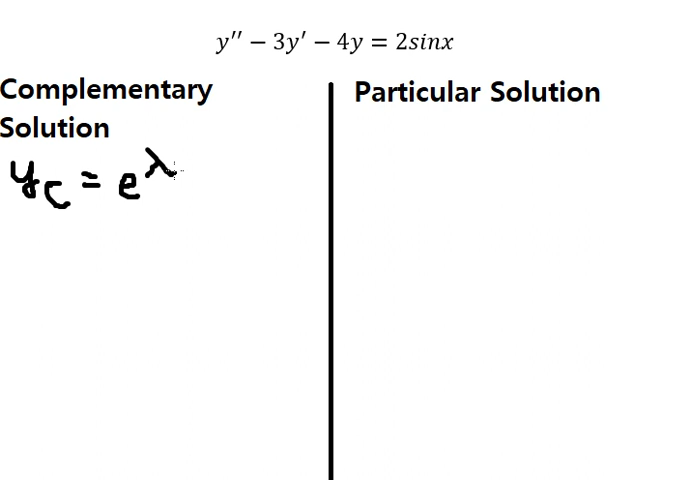 y′′ − 3y′ − 4y = 2sinx
Complementary
Solution
y_c = e^λ
Particular Solution